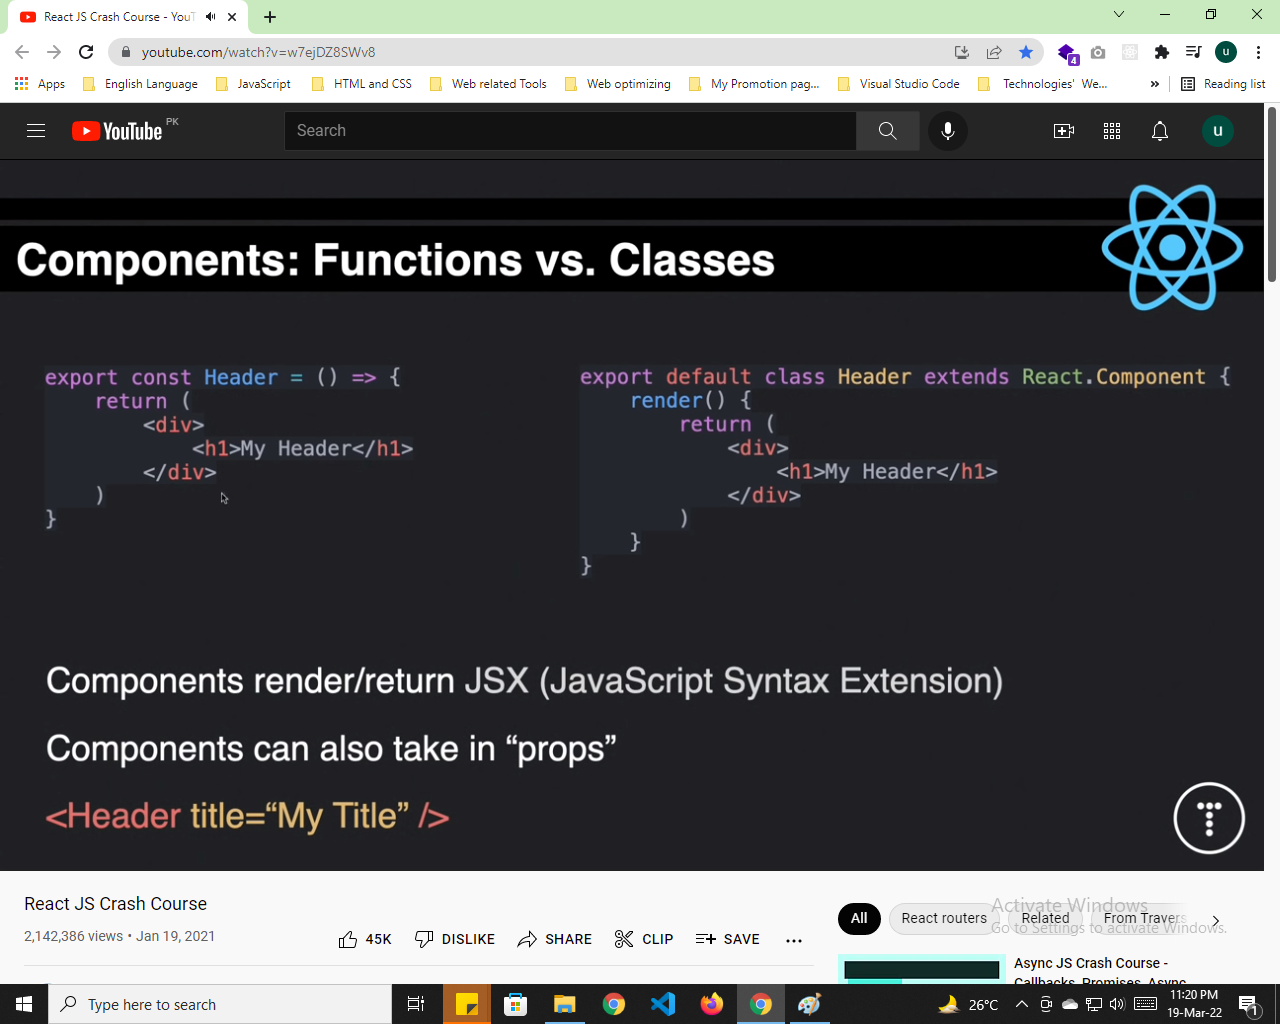 React JS Crash Course - YouT
youtube.com/watch?v=w7ejDZ8SWv8
4
u
Apps
English Language
JavaScript
HTML and CSS
Web related Tools
Web optimizing
My Promotion pag...
Visual Studio Code
Technologies' We...
»
Reading list
YouTube PK
Search
u
Components: Functions vs. Classes
export const Header = () => {
return (
<div>
<h1>My Header</h1>
</div>
)
}
export default class Header extends React.Component {
render() {
return (
<div>
<h1>My Header</h1>
</div>
)
}
}
Components render/return JSX (JavaScript Syntax Extension)
Components can also take in “props”
<Header title=“My Title” />
T
React JS Crash Course
2,142,386 views • Jan 19, 2021
45K
DISLIKE
SHARE
CLIP
SAVE
...
All
React routers
Related
From Travers
Activate Windows
Go to Settings to activate Windows.
Async JS Crash Course -
Callbacks, Promises, Async
Type here to search
26°C
11:20 PM
19-Mar-22
1